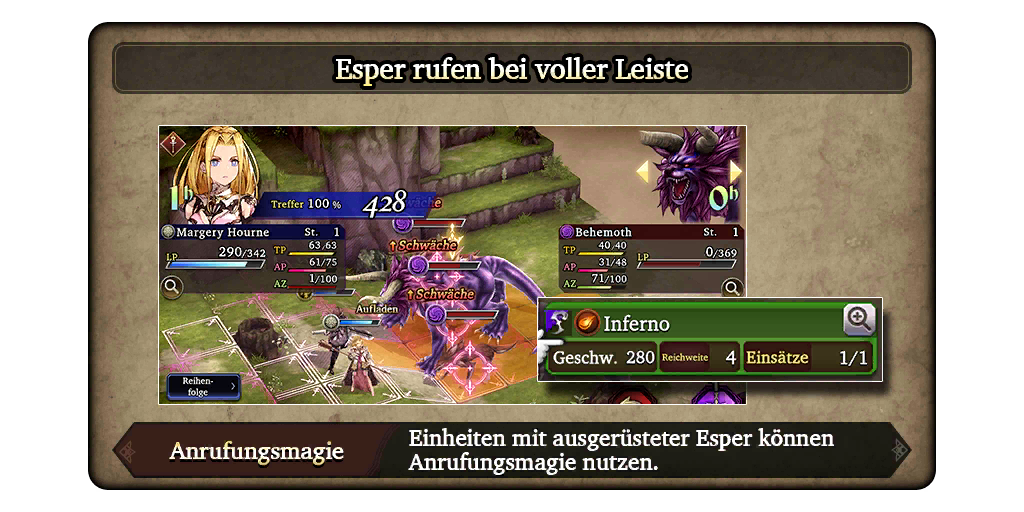 Esper rufen bei voller Leiste
1h
Treffer 100 %
428
Schwäche
0h
Margery Hourne St. 1
LP 290/342
TP 63/63
AP 61/75
AZ 1/100
Behemoth St. 1
TP 40/40
AP 31/48
AZ 71/100
LP 0/369
↑Schwäche
↑Schwäche
Aufladen
Reihen-
folge
Inferno
Geschw. 280 Reichweite 4 Einsätze 1/1
Anrufungsmagie
Einheiten mit ausgerüsteter Esper können
Anrufungsmagie nutzen.